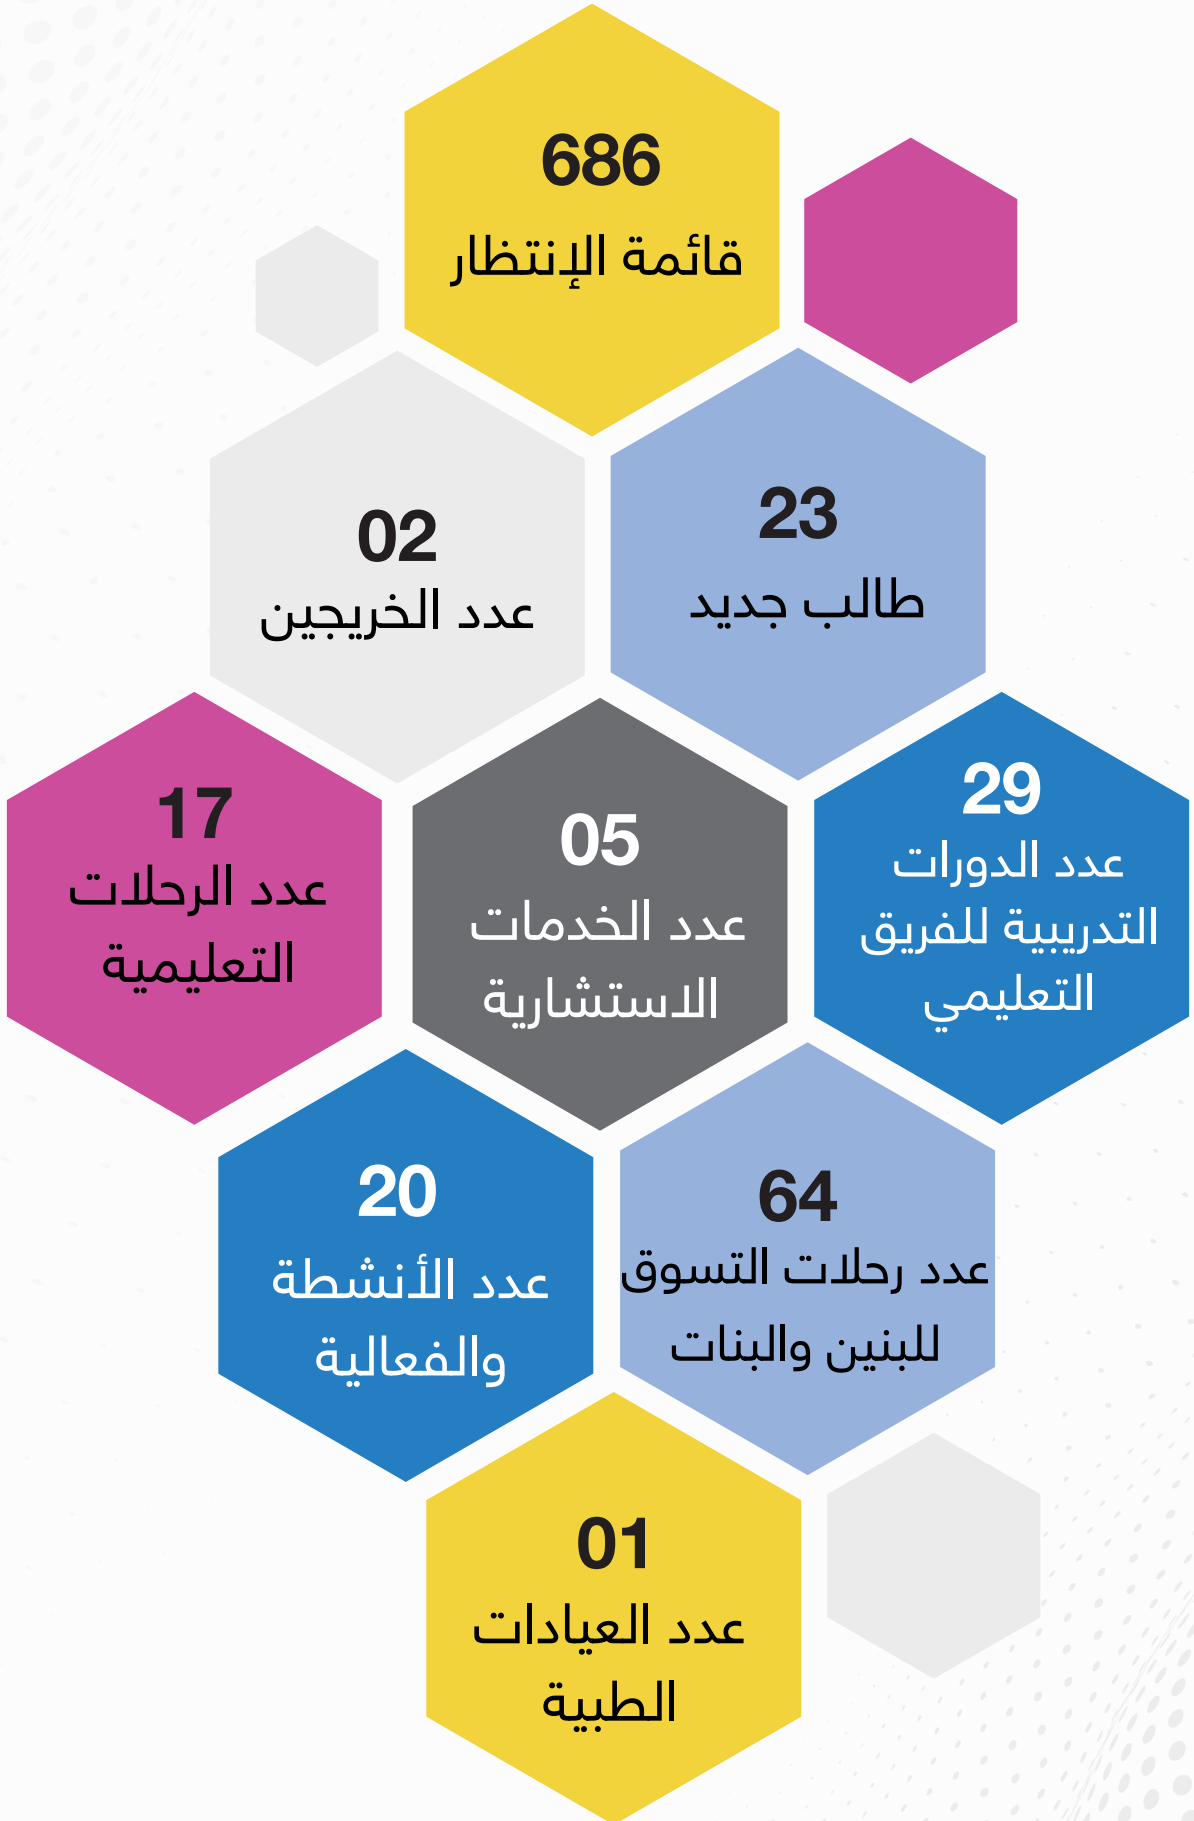 686
قائمة الإنتظار
23
طالب جديد
02
عدد الخريجين
29
عدد الدورات
التدريبية للفريق
التعليمي
05
عدد الخدمات
الاستشارية
17
عدد الرحلات
التعليمية
64
عدد رحلات التسوق
للبنين والبنات
20
عدد الأنشطة
والفعالية
01
عدد العيادات
الطبية